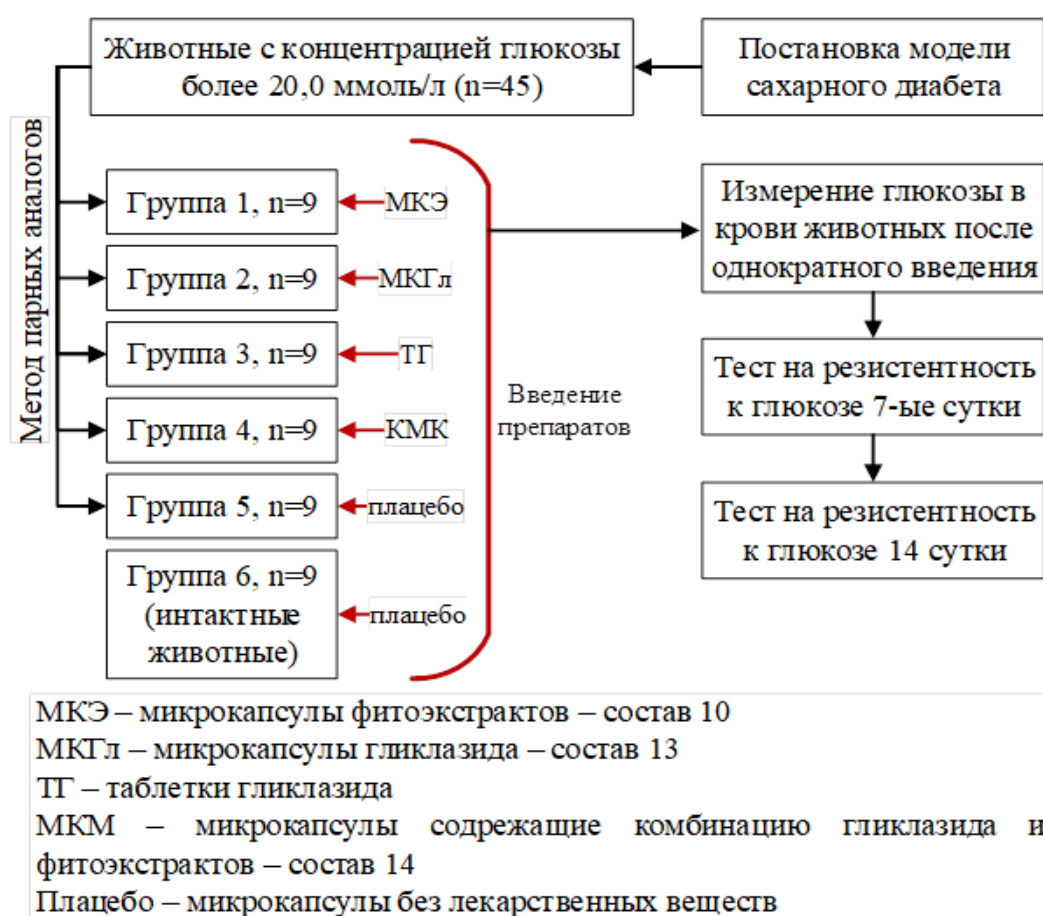 Животные с концентрацией глюкозы
более 20,0 ммоль/л (n=45)
Постановка модели
сахарного диабета
Метод парных аналогов
Группа 1, n=9
МКЭ
Группа 2, n=9
МКГл
Группа 3, n=9
ТГ
Группа 4, n=9
КМК
Группа 5, n=9
плацебо
Группа 6, n=9
(интактные
животные)
плацебо
Введение
препаратов
Измерение глюкозы в
крови животных после
однократного введения
Тест на резистентность
к глюкозе 7-ые сутки
Тест на резистентность
к глюкозе 14 сутки
МКЭ – микрокапсулы фитоэкстрактов – состав 10
МКГл – микрокапсулы гликлазида – состав 13
ТГ – таблетки гликлазида
МКМ – микрокапсулы содрежащие комбинацию гликлазида и
фитоэкстрактов – состав 14
Плацебо – микрокапсулы без лекарственных веществ